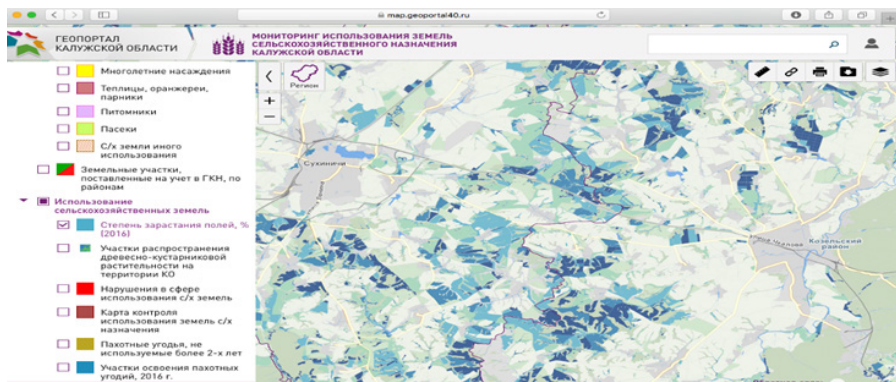 map.geoportal40.ru
ГЕОПОРТАЛ
КАЛУЖСКОЙ ОБЛАСТИ
МОНИТОРИНГ ИСПОЛЬЗОВАНИЯ ЗЕМЕЛЬ
СЕЛЬСКОХОЗЯЙСТВЕННОГО НАЗНАЧЕНИЯ
КАЛУЖСКОЙ ОБЛАСТИ
Многолетние насаждения
Теплицы, оранжереи,
парники
Питомники
Пасеки
С/х земли иного
использования
Земельные участки,
поставленные на учет в ГКН, по
районам
Использование
сельскохозяйственных земель
Степень зарастания полей, %
(2016)
Участки распространения
древесно-кустарниковой
растительности на
территории КО
Нарушения в сфере
использования с/х земель
Карта контроля
использования земель с/х
назначения
Пахотные угодья, не
используемые более 2-х лет
Участки освоения пахотных
угодий, 2016 г.
Регион
+
−
Сухиничи
Козельский
район